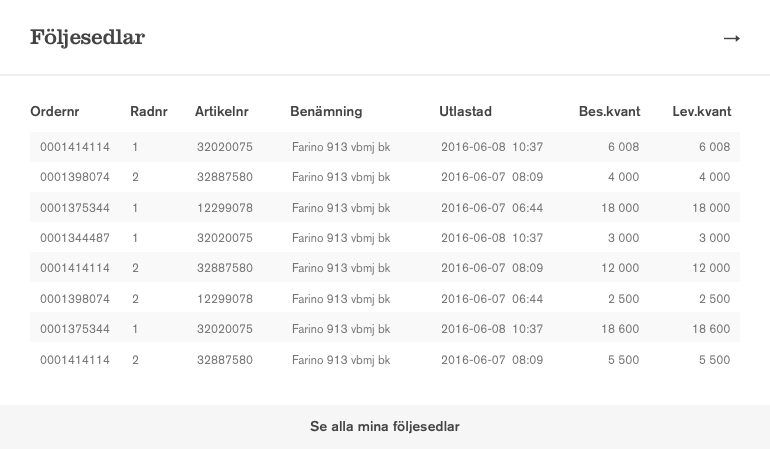 Följesedlar →
Ordernr Radnr Artikelnr Benämning Utlastad Bes.kvant Lev.kvant
0001414114 1 32020075 Farino 913 vbmj bk 2016-06-08 10:37 6 008 6 008
0001398074 2 32887580 Farino 913 vbmj bk 2016-06-07 08:09 4 000 4 000
0001375344 1 12299078 Farino 913 vbmj bk 2016-06-07 06:44 18 000 18 000
0001344487 1 32020075 Farino 913 vbmj bk 2016-06-08 10:37 3 000 3 000
0001414114 2 32887580 Farino 913 vbmj bk 2016-06-07 08:09 12 000 12 000
0001398074 2 12299078 Farino 913 vbmj bk 2016-06-07 06:44 2 500 2 500
0001375344 1 32020075 Farino 913 vbmj bk 2016-06-08 10:37 18 600 18 600
0001414114 2 32887580 Farino 913 vbmj bk 2016-06-07 08:09 5 500 5 500
Se alla mina följesedlar